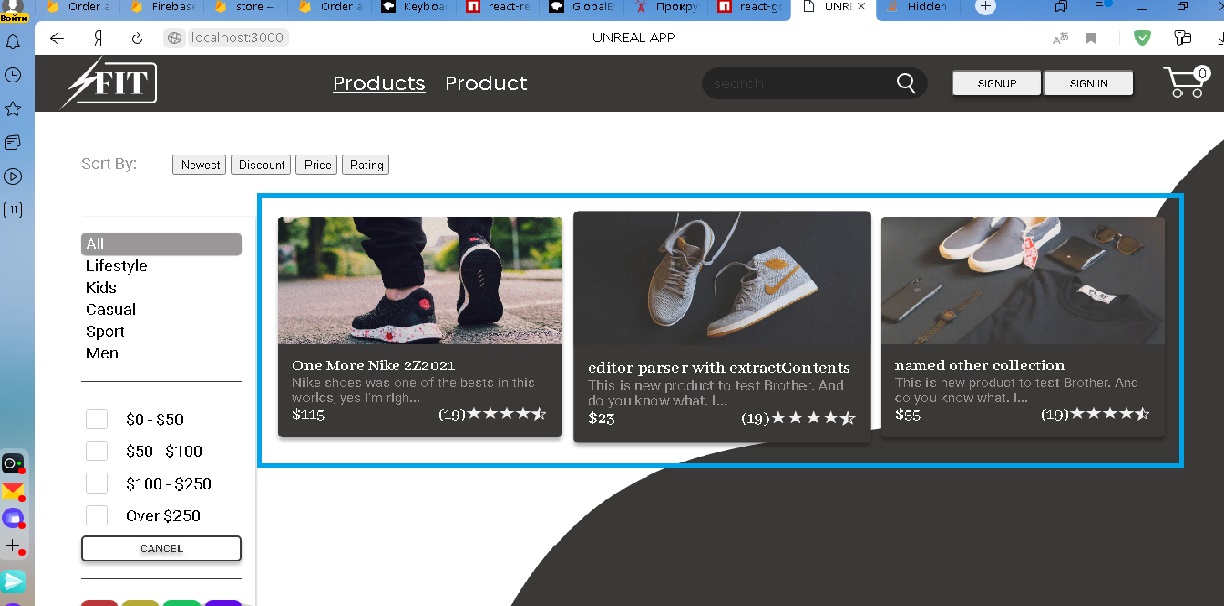 Войти
Order a
Firebase
store –
Order a
Keyboar
react-re
GlobalE
Прокру
react-go
UNRE
Hidden
Я
localhost:3000
UNREAL APP
FIT
Products
Product
search
SIGNUP
SIGN IN
0
Sort By:
Newest
Discount
Price
Rating
11
All
Lifestyle
Kids
Casual
Sport
Men
$0 - $50
$50 - $100
$100 - $250
Over $250
CANCEL
One More Nike 2Z2021
Nike shoes was one of the bests in this
worlds, yes I'm righ...
$115
(19)
editor parser with extractContents
This is new product to test Brother. And
do you know what. I...
$23
(19)
named other collection
This is new product to test Brother. And
do you know what. I...
$55
(19)